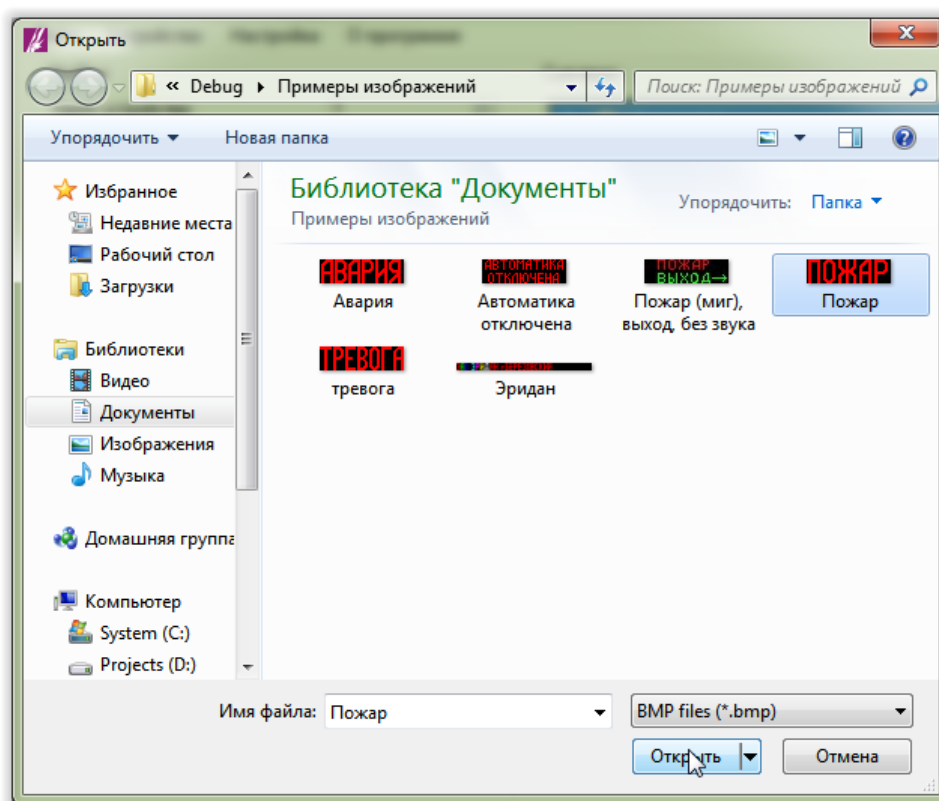 Открыть
« Debug ▸ Примеры изображений
Поиск: Примеры изображений
Упорядочить ▾ Новая папка
Избранное
Недавние места
Рабочий стол
Загрузки
Библиотеки
Видео
Документы
Изображения
Музыка
Домашняя группа
Компьютер
System (C:)
Projects (D:)
Библиотека "Документы"
Примеры изображений
Упорядочить: Папка ▾
АВАРИЯ
Авария
АВТОМАТИКА
ОТКЛЮЧЕНА
Автоматика
отключена
ПОЖАР
ВЫХОД→
Пожар (миг),
выход, без звука
ПОЖАР
Пожар
ТРЕВОГА
тревога
Эридан
Имя файла: Пожар
BMP files (*.bmp)
Открыть
Отмена